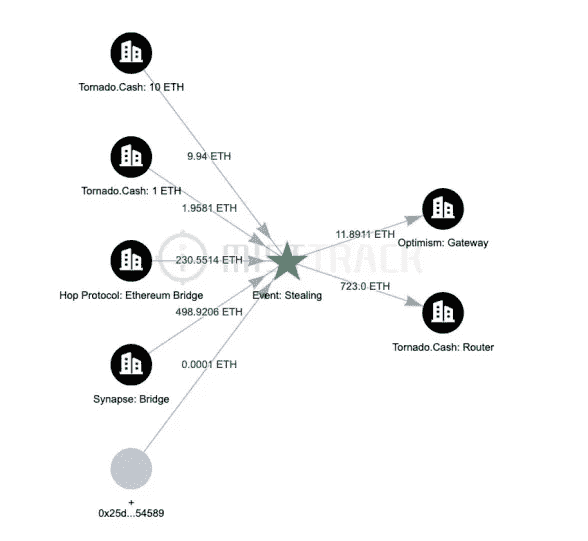 Tornado.Cash: 10 ETH
9.94 ETH
Tornado.Cash: 1 ETH
1.9581 ETH
11.8911 ETH
Optimism: Gateway
230.5514 ETH
MISTTRACK
Hop Protocol: Ethereum Bridge
Event: Stealing
723.0 ETH
498.9206 ETH
Tornado.Cash: Router
0.0001 ETH
Synapse: Bridge
+
0x25d...54589